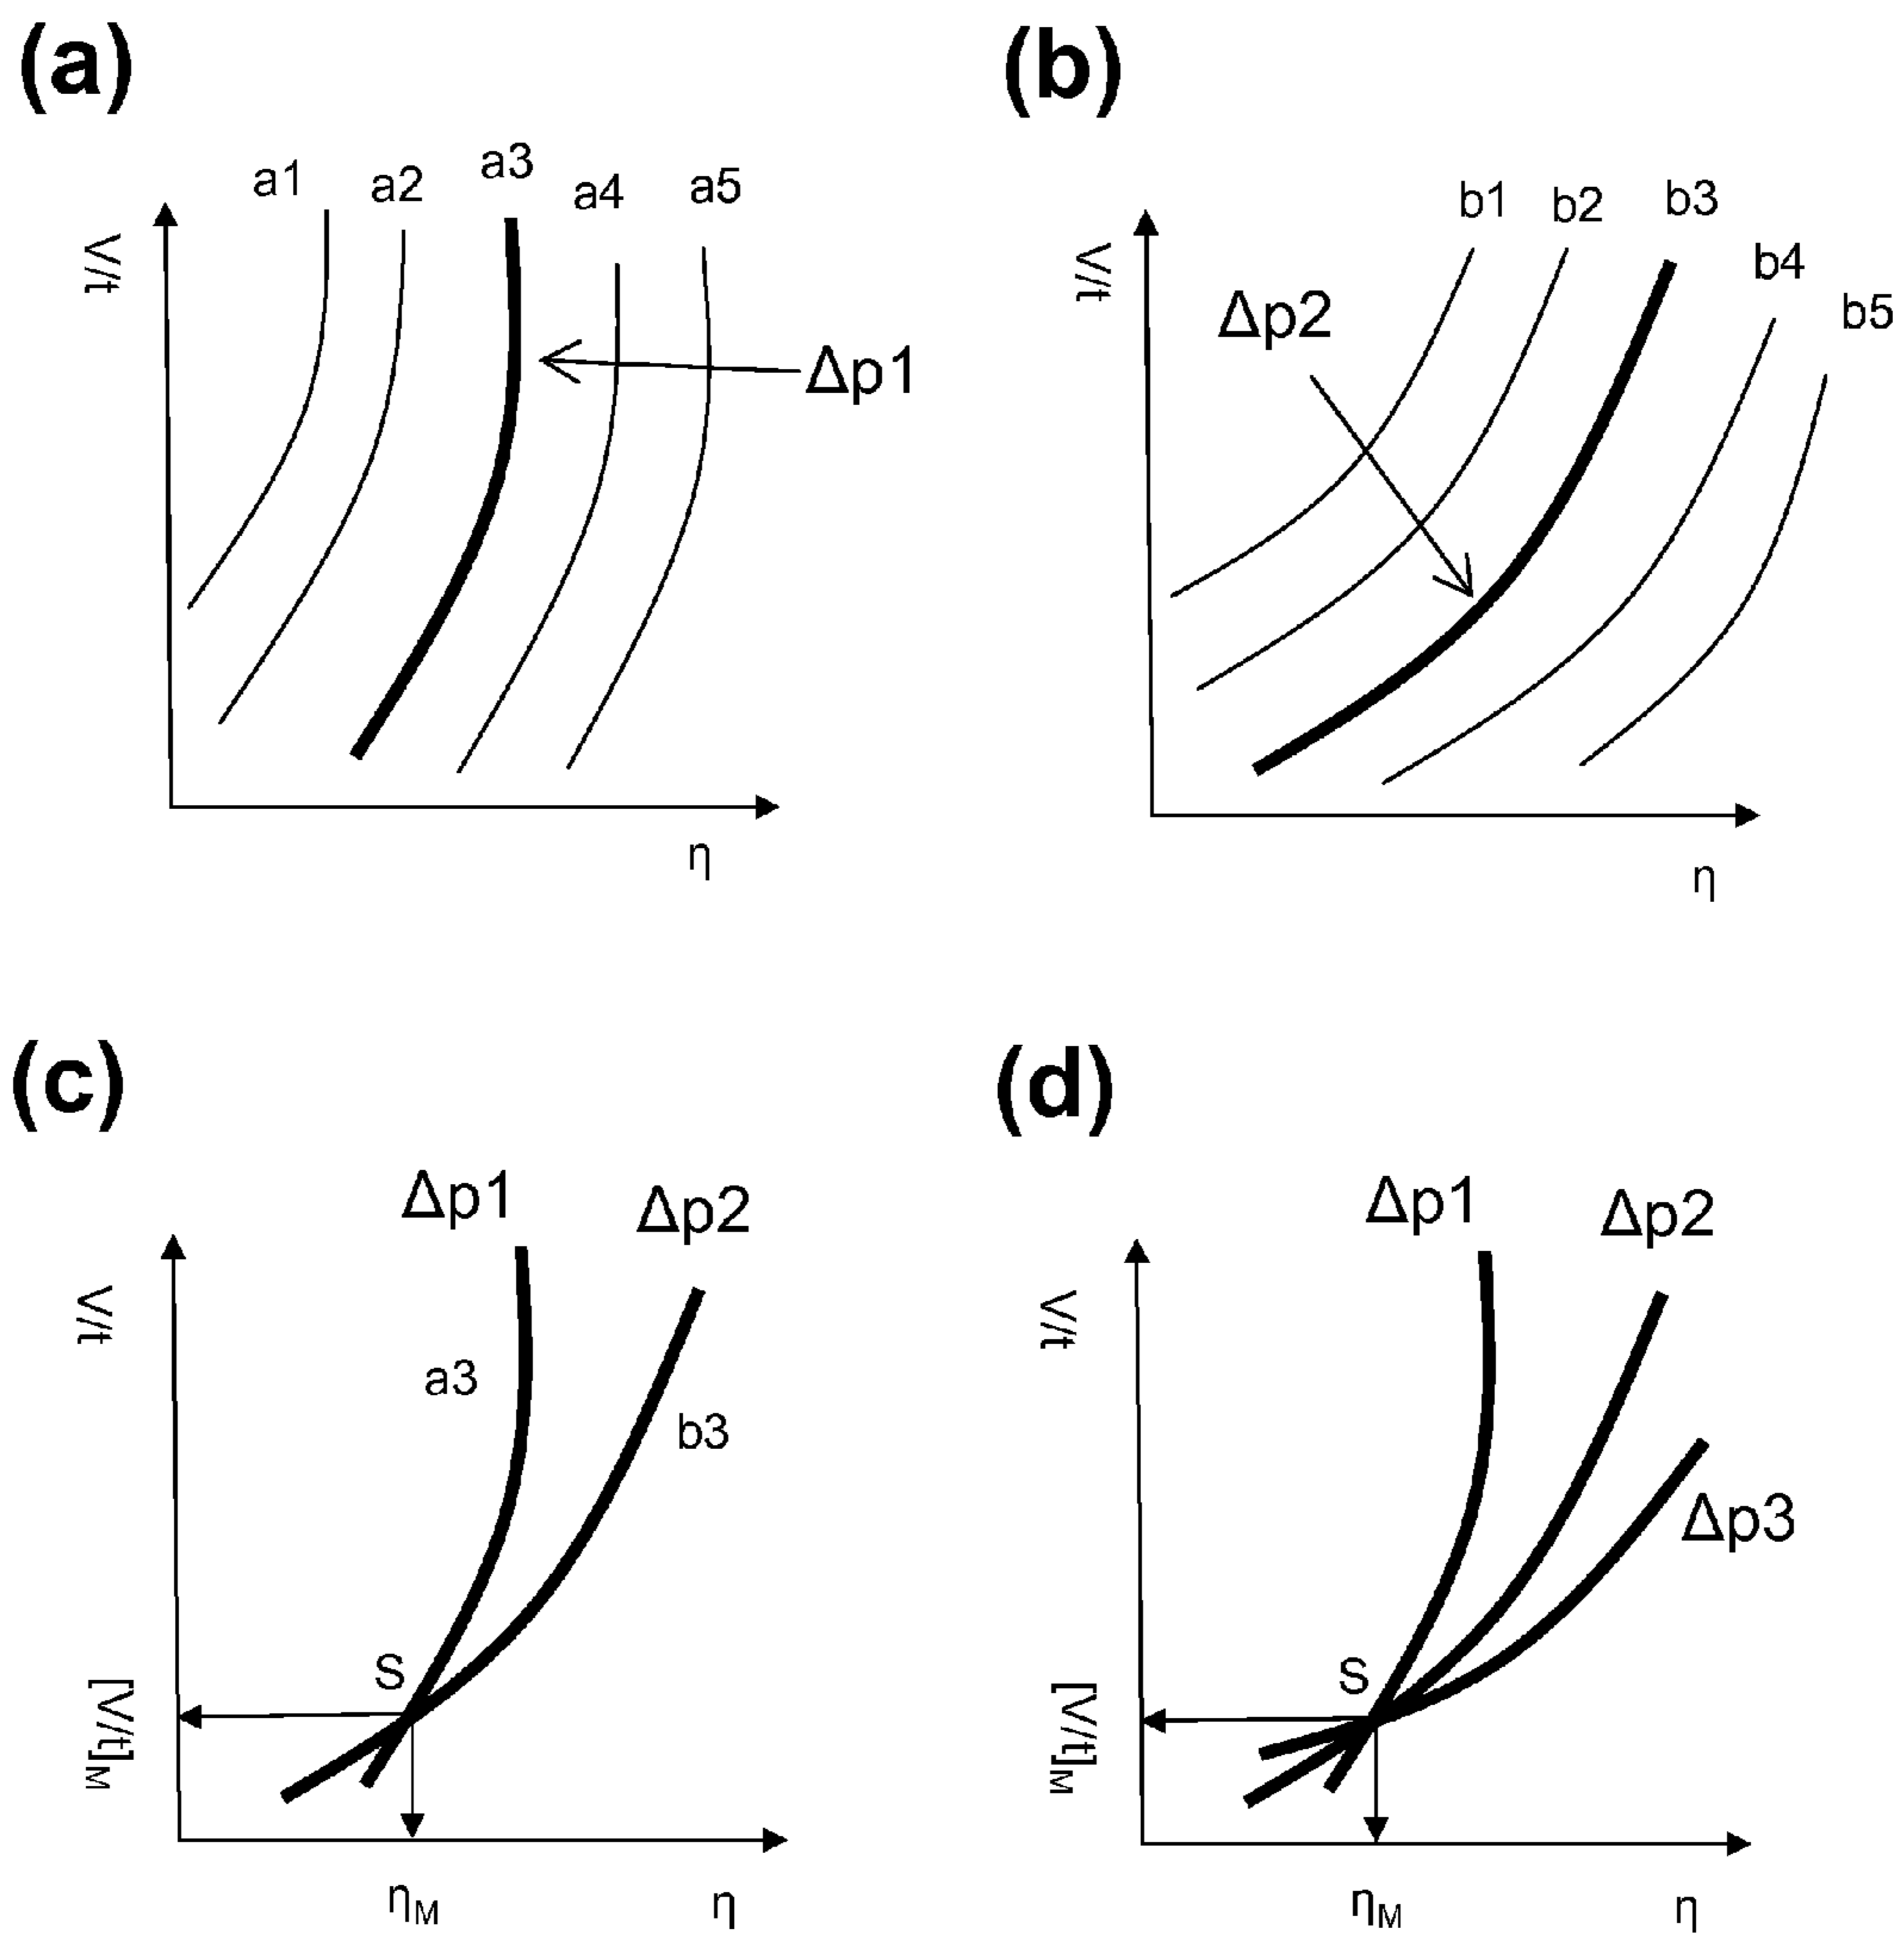 (a)
a1 a2 a3 a4 a5
V/t
Δp1
η
(b)
b1 b2 b3 b4 b5
V/t
Δp2
η
(c)
Δp1 Δp2
V/t
a3
b3
S
[V/t]M
ηM η
(d)
Δp1 Δp2
V/t
Δp3
S
[V/t]M
ηM η